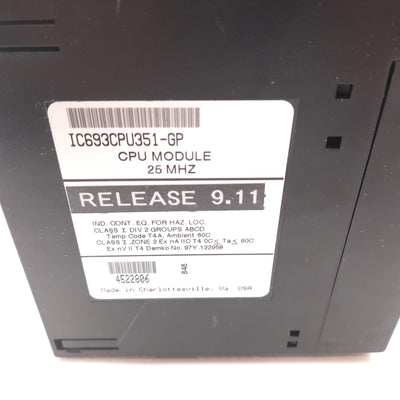 IC693CPU351-GP
CPU MODULE
25 MHZ
RELEASE 9.11
IND. CONT. EQ. FOR HAZ. LOC.
CLASS I DIV 2 GROUPS ABCD
Temp Code T4A, Ambient 60C
CLASS I, ZONE 2 Ex nA IIC T4 0C ≤ Ta ≤ 60C
Ex nV II T4 Demko No. 97Y.122950
4522806
848
Made in Charlottesville, Va. USA